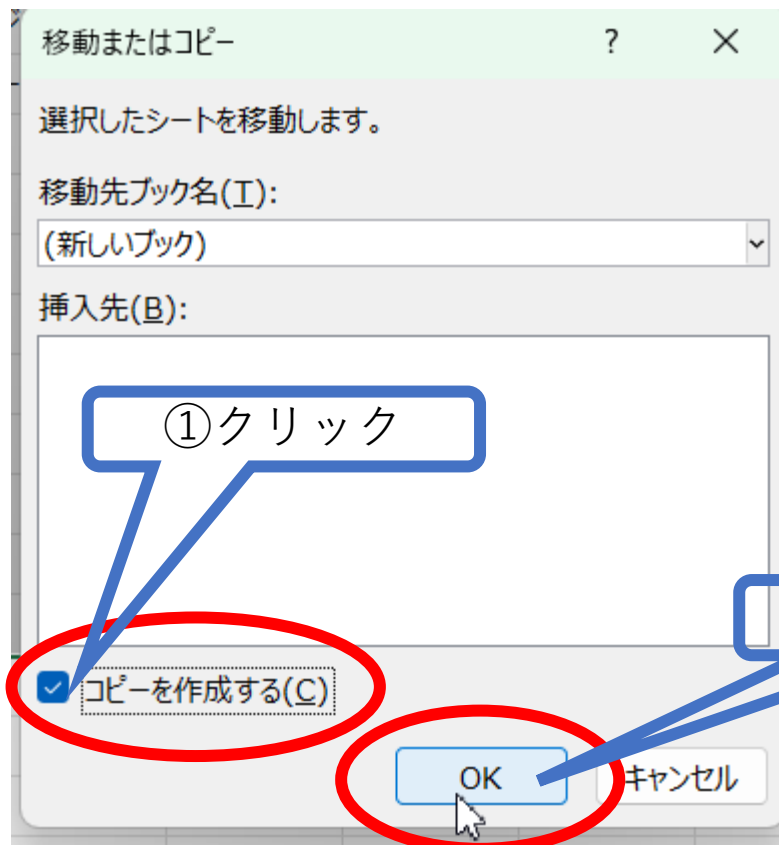 移動またはコピー ? ×
選択したシートを移動します。
移動先ブック名(T):
(新しいブック)
挿入先(B):
①クリック
コピーを作成する(C)
OK キャンセル